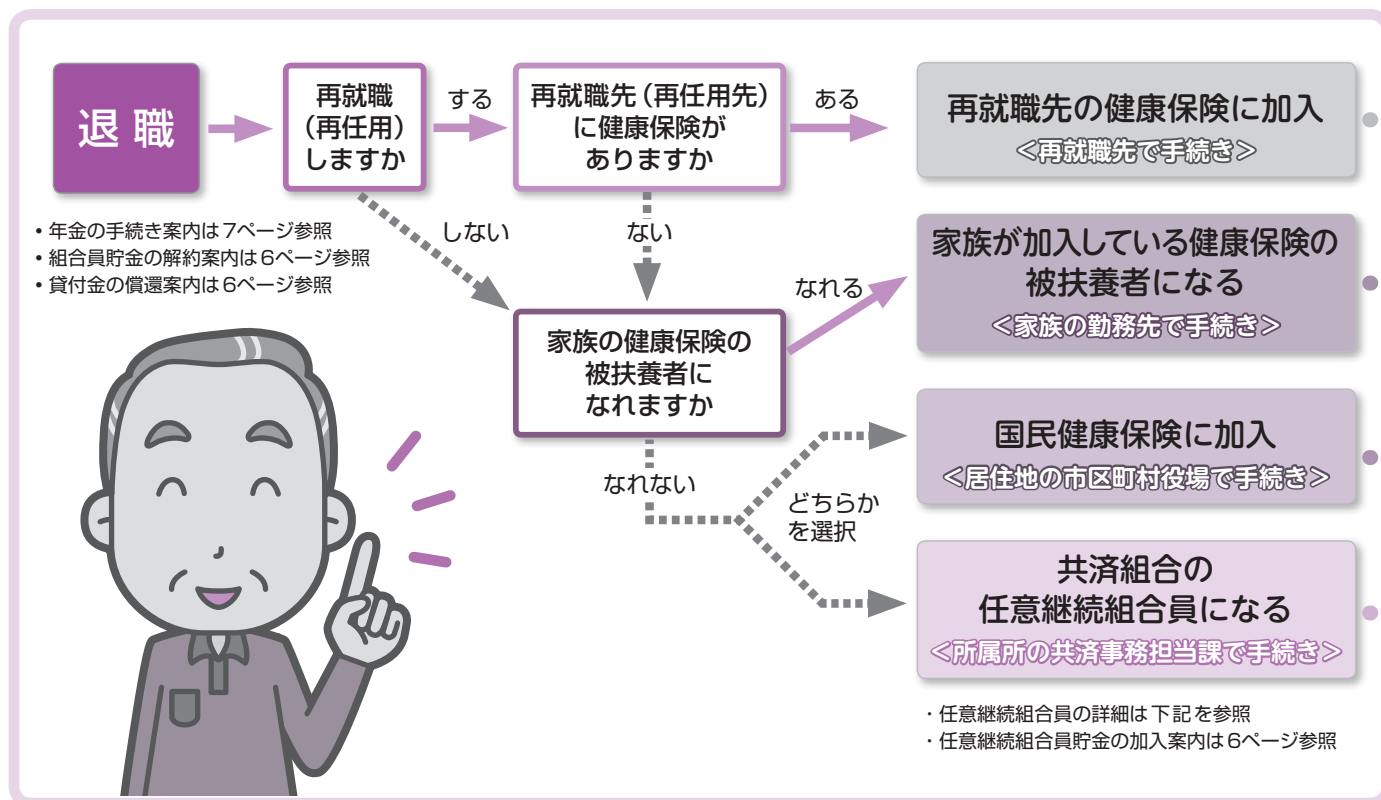 退職
再就職
(再任用)
しますか
する
再就職先(再任用先)
に健康保険が
ありますか
ある
再就職先の健康保険に加入
<再就職先で手続き>
• 年金の手続き案内は7ページ参照
• 組合員貯金の解約案内は6ページ参照
• 貸付金の償還案内は6ページ参照
しない
ない
家族の健康保険の
被扶養者に
なれますか
なれる
家族が加入している健康保険の
被扶養者になる
<家族の勤務先で手続き>
なれない
どちらか
を選択
国民健康保険に加入
<居住地の市区町村役場で手続き>
共済組合の
任意継続組合員になる
<所属所の共済事務担当課で手続き>
・任意継続組合員の詳細は下記を参照
・任意継続組合員貯金の加入案内は6ページ参照